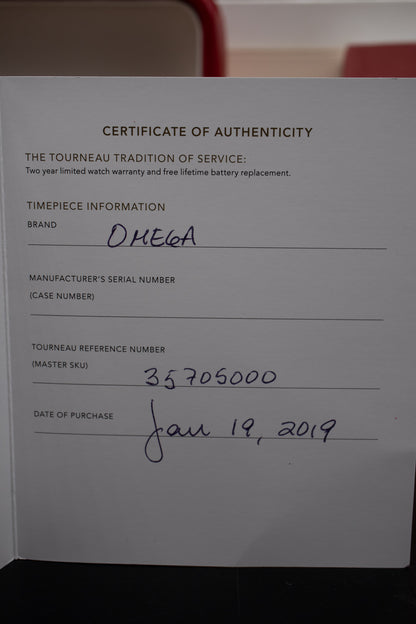 CERTIFICATE OF AUTHENTICITY
THE TOURNEAU TRADITION OF SERVICE:
Two year limited watch warranty and free lifetime battery replacement.
TIMEPIECE INFORMATION
BRAND
OMEGA
MANUFACTURER'S SERIAL NUMBER
(CASE NUMBER)
TOURNEAU REFERENCE NUMBER
(MASTER SKU)
35705000
DATE OF PURCHASE
Jan 19, 2019